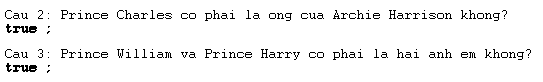 Cau 2: Prince Charles co phai la ong cua Archie Harrison khong?
true ;
Cau 3: Prince William va Prince Harry co phai la hai anh em khong?
true ;